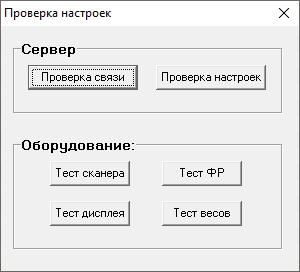 Проверка настроек
Сервер
Проверка связи
Проверка настроек
Оборудование:
Тест сканера
Тест ФР
Тест дисплея
Тест весов